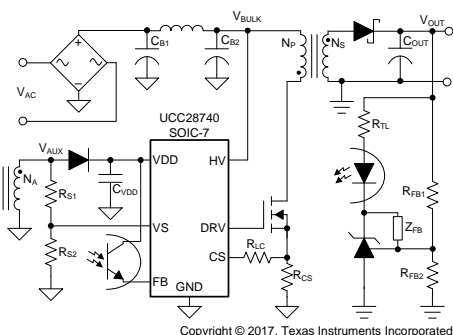 V_BULK
V_OUT
C_B1
C_B2
N_P
N_S
C_OUT
V_AC
UCC28740
SOIC-7
R_TL
V_AUX
VDD
HV
N_A
R_S1
C_VDD
R_FB1
VS
DRV
Z_FB
R_S2
R_LC
CS
FB
R_CS
R_FB2
GND
Copyright © 2017, Texas Instruments Incorporated